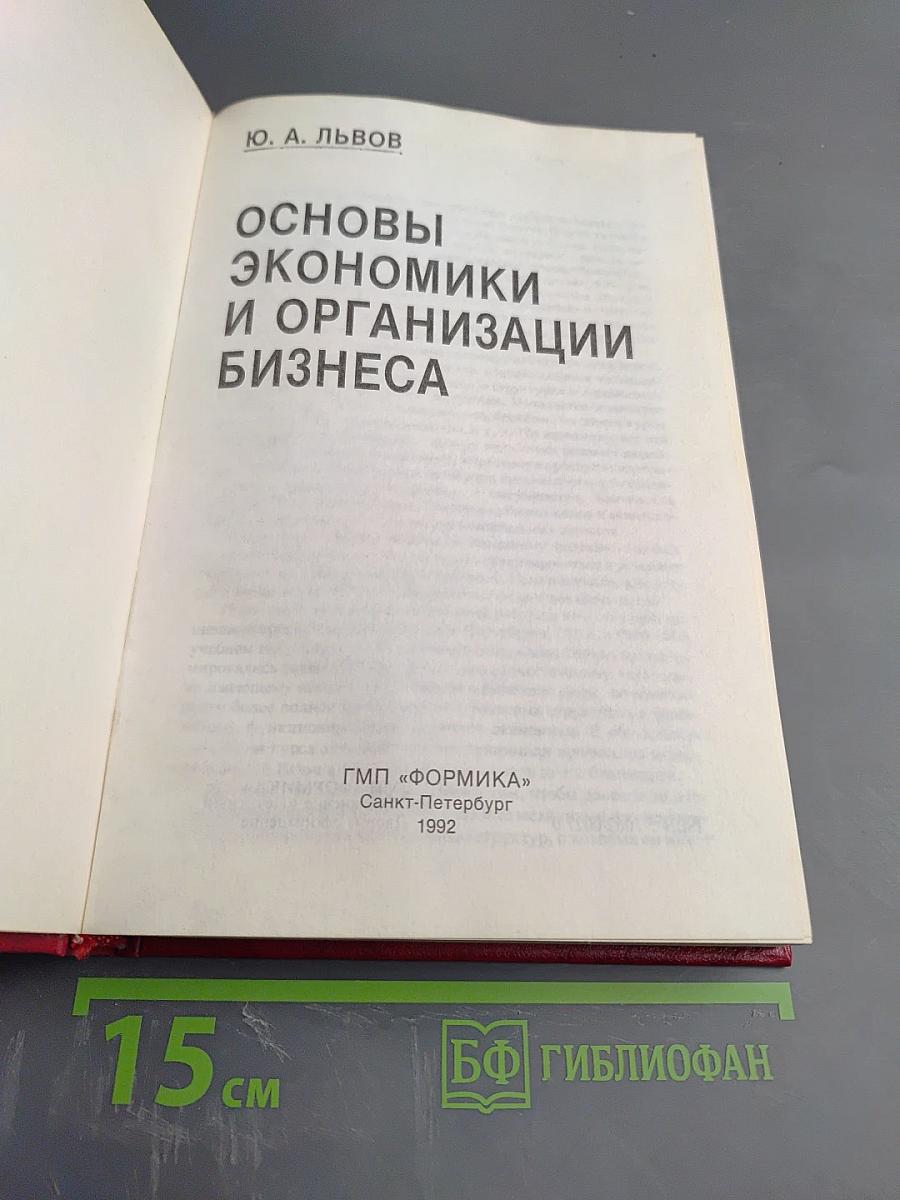 Ю. А. ЛЬВОВ
ОСНОВЫ
ЭКОНОМИКИ
И ОРГАНИЗАЦИИ
БИЗНЕСА
ГМП «ФОРМИКА»
Санкт-Петербург
1992
15 см
БФ ГИБЛИОФАН